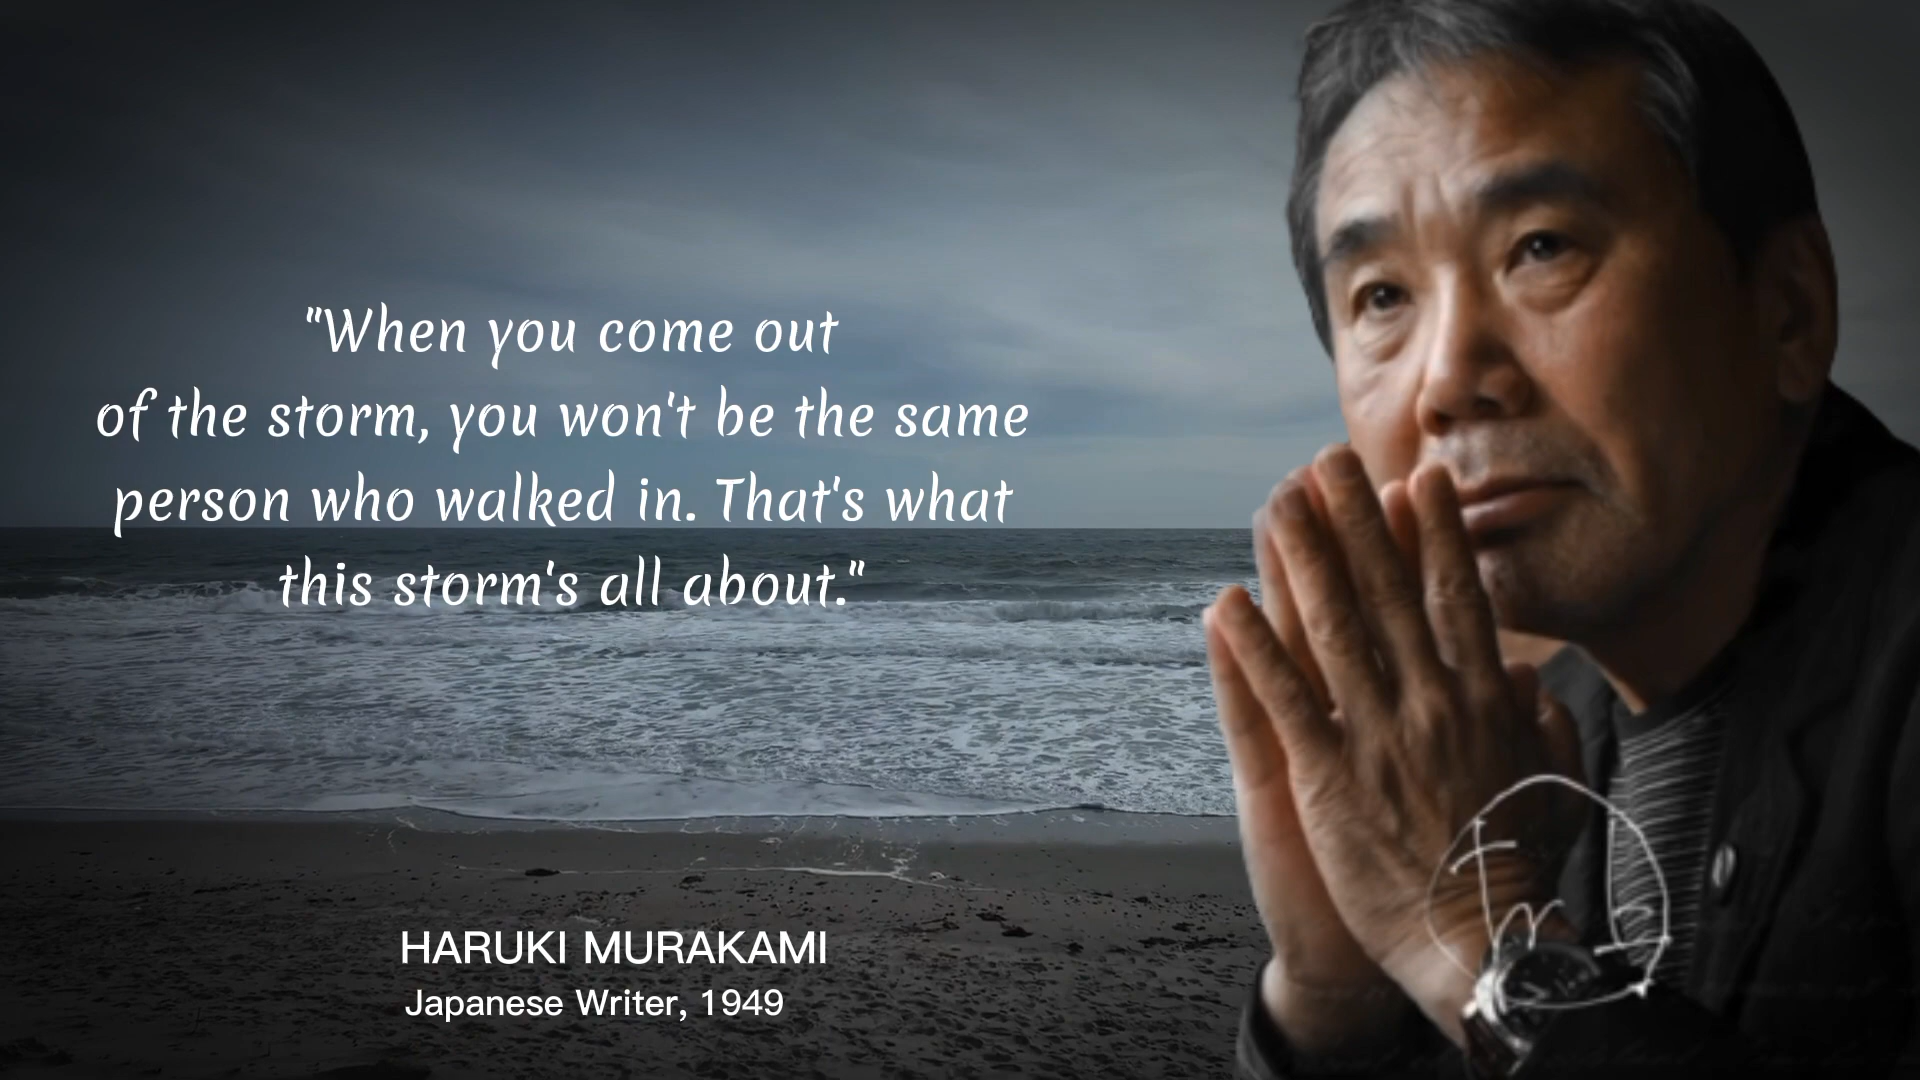 "When you come out
of the storm, you won't be the same
person who walked in. That's what
this storm's all about."
HARUKI MURAKAMI
Japanese Writer, 1949